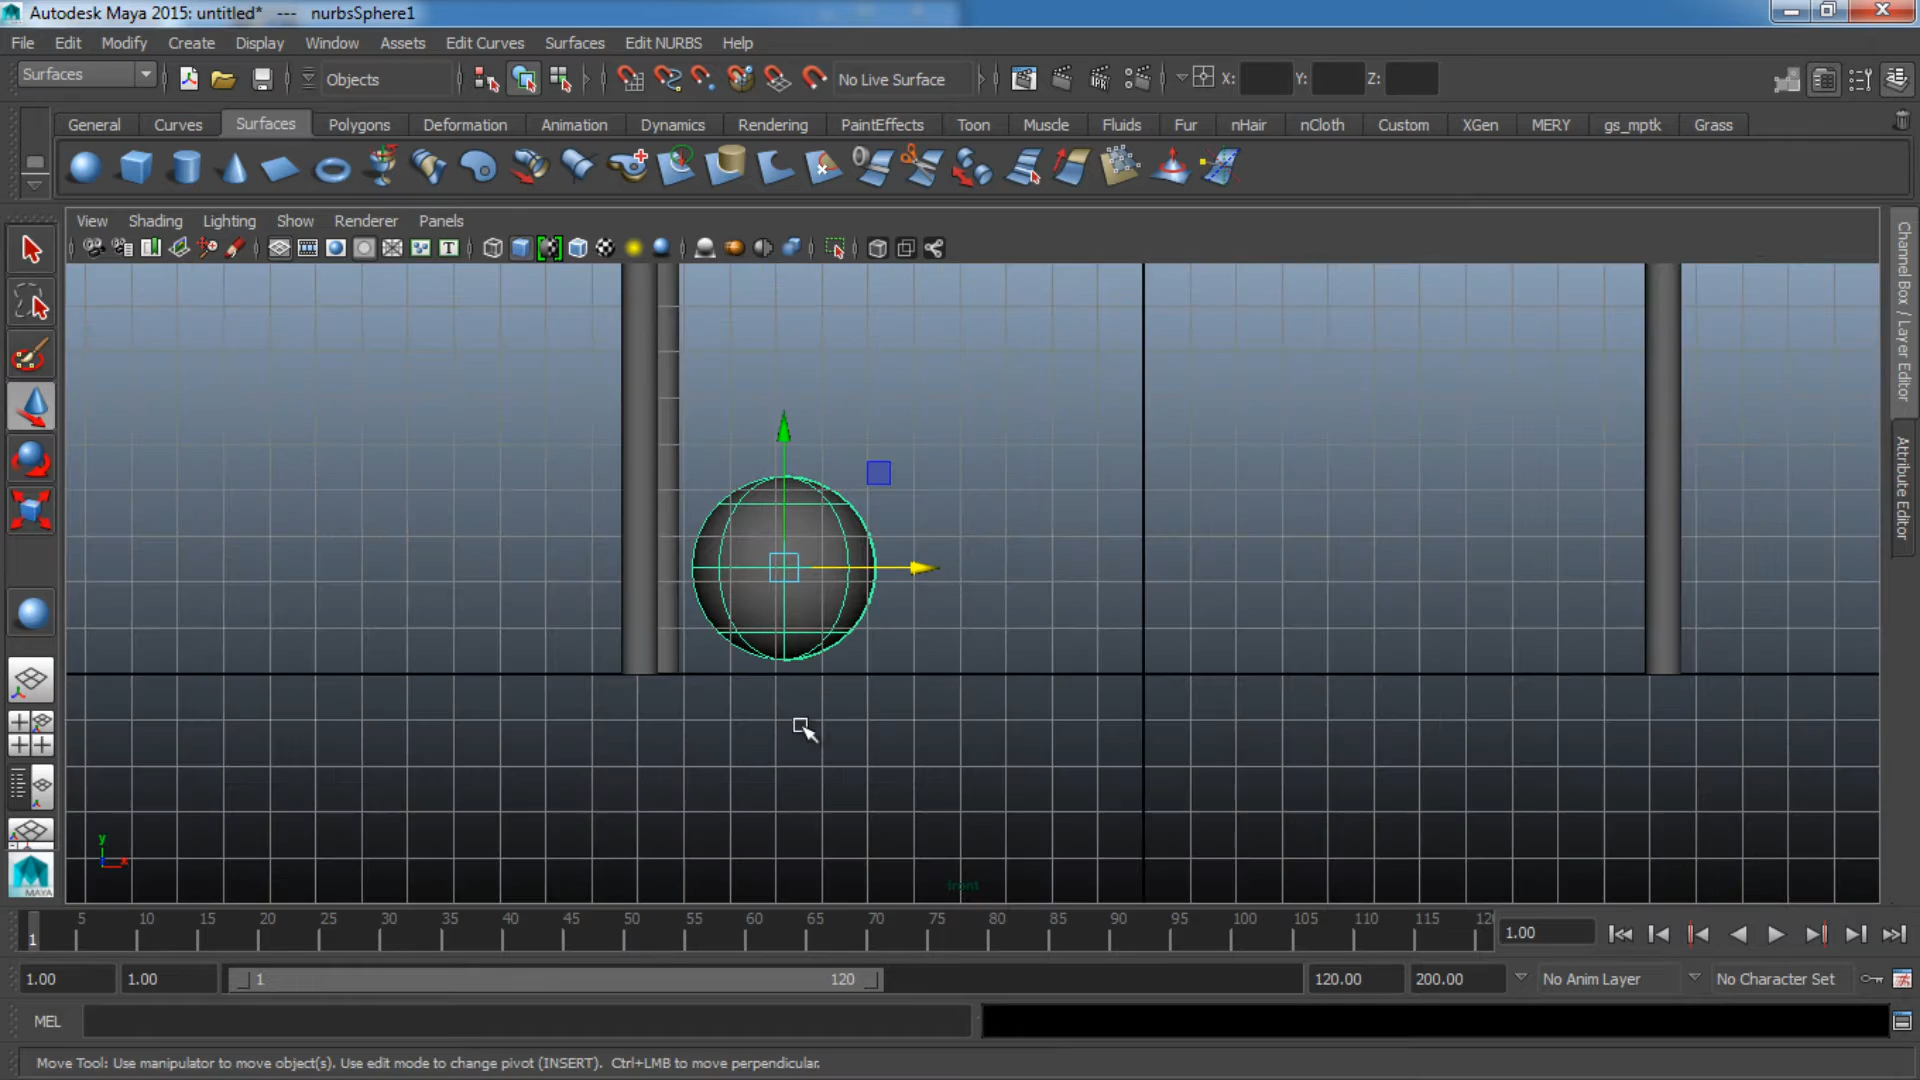 Autodesk Maya 2015: untitled*   ---   nurbsSphere1
File Edit Modify Create Display Window Assets Edit Curves Surfaces Edit NURBS Help
Surfaces Objects No Live Surface X: Y: Z:
General Curves Surfaces Polygons Deformation Animation Dynamics Rendering PaintEffects Toon Muscle Fluids Fur nHair nCloth Custom XGen MERY gs_mptk Grass
View Shading Lighting Show Renderer Panels
Channel Box / Layer Editor
Attribute Editor
y
x
front
MAYA
5 10 15 20 25 30 35 40 45 50 55 60 65 70 75 80 85 90 95 100 105 110 115 12
1 1.00
1.00 1.00 1 120 120.00 200.00 No Anim Layer No Character Set
MEL
Move Tool: Use manipulator to move object(s). Use edit mode to change pivot (INSERT). Ctrl+LMB to move perpendicular.